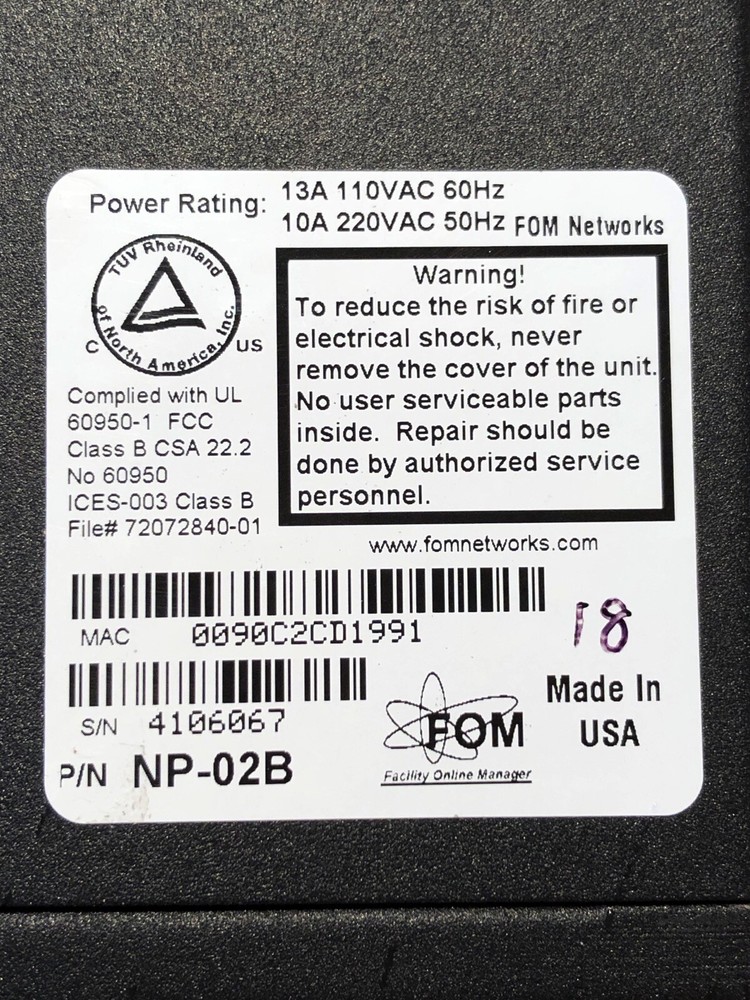 Power Rating: 13A 110VAC 60Hz
10A 220VAC 50Hz FOM Networks
TUV Rheinland
of North America, Inc.
C US
Complied with UL
60950-1 FCC
Class B CSA 22.2
No 60950
ICES-003 Class B
File# 72072840-01
Warning!
To reduce the risk of fire or
electrical shock, never
remove the cover of the unit.
No user serviceable parts
inside. Repair should be
done by authorized service
personnel.
www.fomnetworks.com
MAC 0090C2CD1991
18
S/N 4106067
P/N NP-02B
FOM
Facility Online Manager
Made In
USA